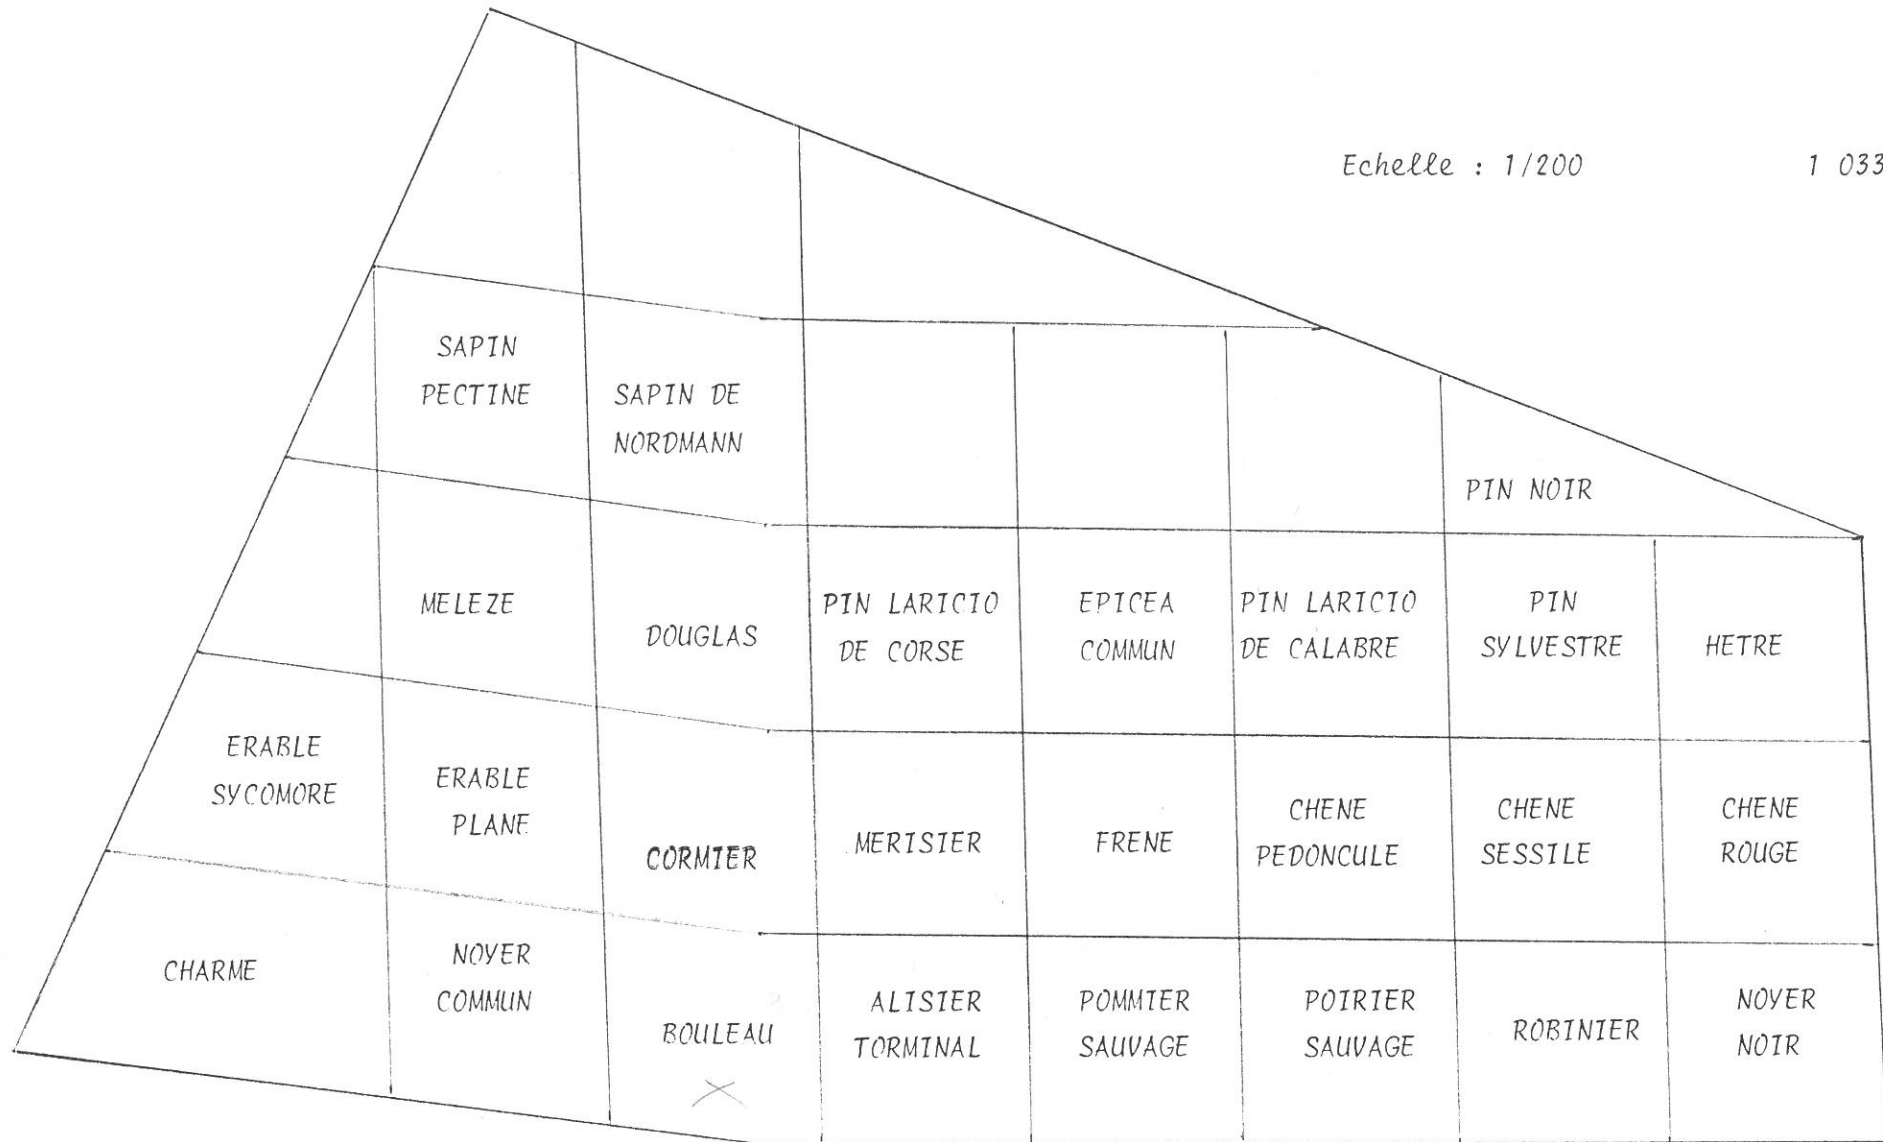 Echelle : 1/200 1 033
SAPIN
PECTINE
SAPIN DE
NORDMANN
PIN NOIR
MELEZE
DOUGLAS
PIN LARICIO
DE CORSE
EPICEA
COMMUN
PIN LARICIO
DE CALABRE
PIN
SYLVESTRE
HETRE
ERABLE
SYCOMORE
ERABLE
PLANE
CORMIER
MERISIER
FRENE
CHENE
PEDONCULE
CHENE
SESSILE
CHENE
ROUGE
CHARME
NOYER
COMMUN
BOULEAU
ALISIER
TORMINAL
POMMIER
SAUVAGE
POIRIER
SAUVAGE
ROBINIER
NOYER
NOIR